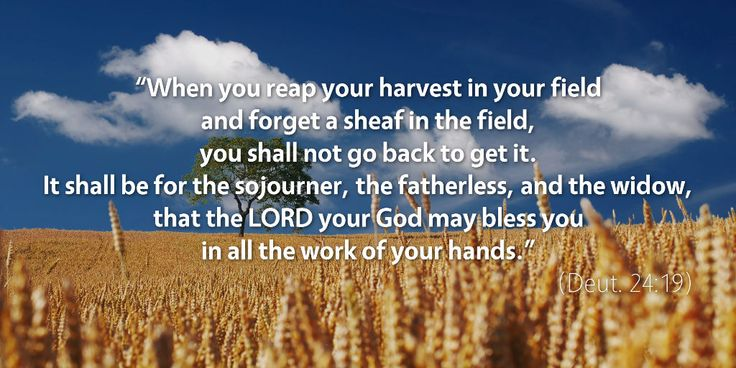 “When you reap your harvest in your field
and forget a sheaf in the field,
you shall not go back to get it.
It shall be for the sojourner, the fatherless, and the widow,
that the LORD your God may bless you
in all the work of your hands.”
(Deut. 24:19)